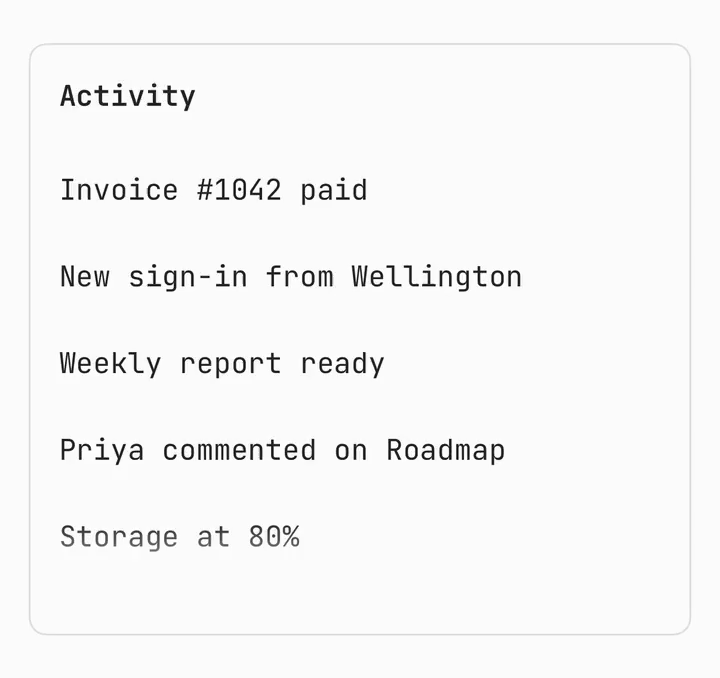 Activity
Invoice #1042 paid
New sign-in from Wellington
Weekly report ready
Priya commented on Roadmap
Storage at 80%